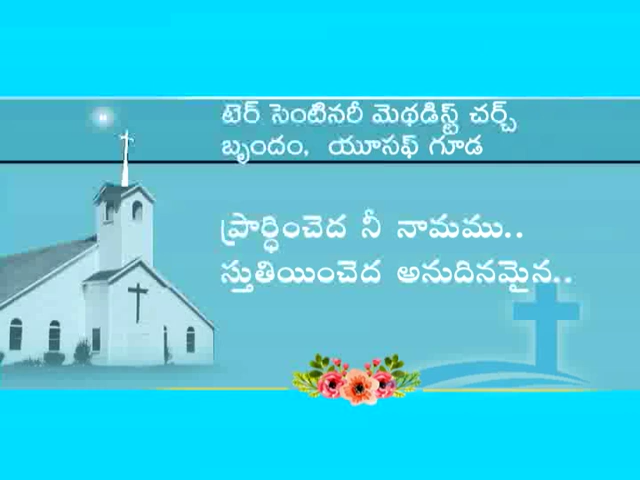 టెర్ సెంటినరీ మెథడిస్ట్ చర్చ్
బృందం, యూసఫ్ గూడ
ప్రార్ధించెద నీ నామము..
స్తుతియించెద అనుదినమైన..